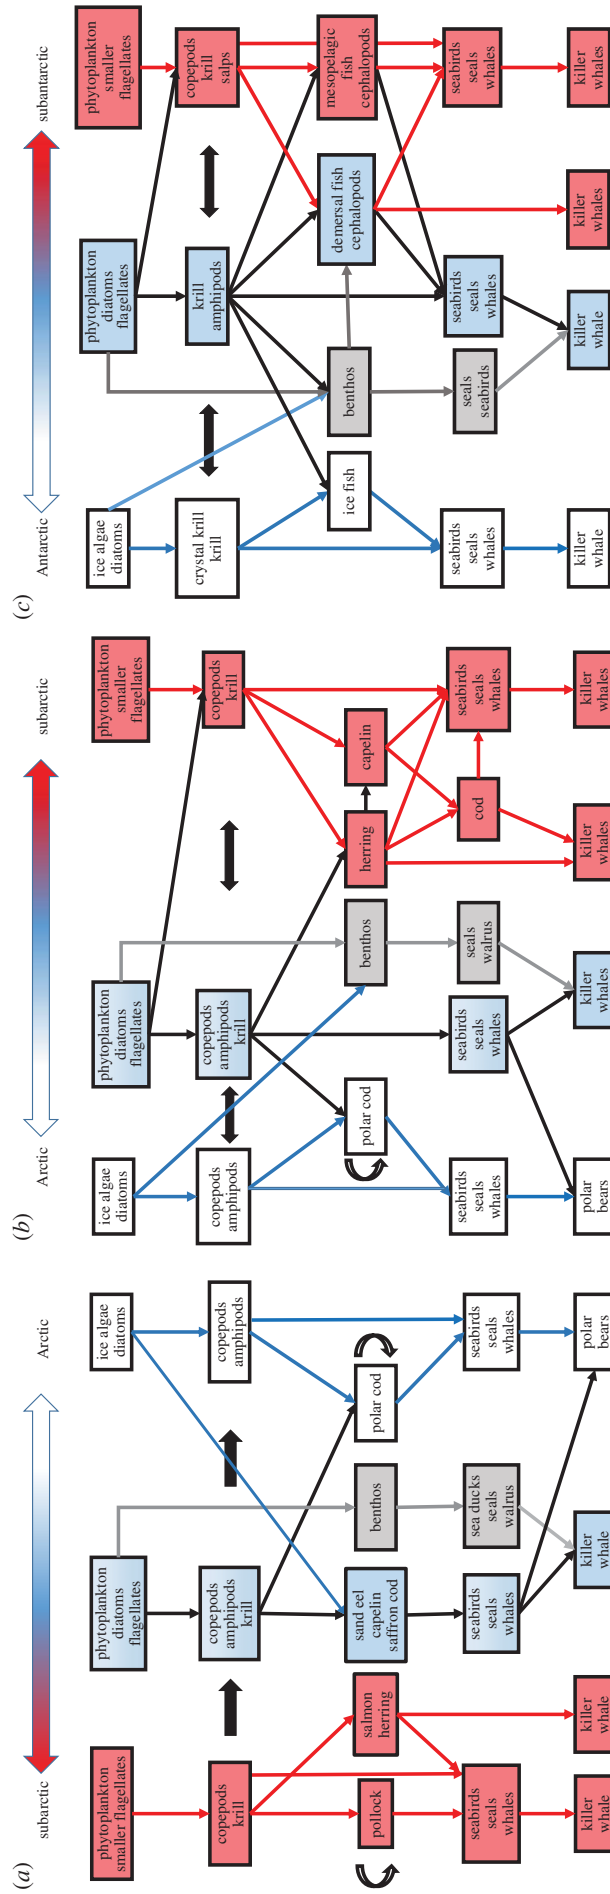 (a)
subarctic
Arctic
phytoplankton
smaller flagellates
phytoplankton
diatoms
flagellates
ice algae
diatoms
copepods
krill
copepods
amphipods
krill
copepods
amphipods
pollock
salmon
herring
sand eel
capelin
saffron cod
benthos
polar cod
seabirds
seals
whales
seabirds
seals
whales
sea ducks
seals
walrus
seabirds
seals
whales
killer
whale
killer
whale
killer
whale
polar
bears
(b)
Arctic
subarctic
ice algae
diatoms
phytoplankton
diatoms
flagellates
phytoplankton
smaller
flagellates
copepods
amphipods
copepods
amphipods
krill
copepods
krill
polar cod
benthos
herring
capelin
seabirds
seals
whales
seabirds
seals
whales
seals
walrus
cod
seabirds
seals
whales
polar
bears
killer
whales
killer
whales
killer
whales
(c)
Antarctic
subantarctic
ice algae
diatoms
phytoplankton
diatoms
flagellates
phytoplankton
smaller
flagellates
crystal krill
krill
krill
amphipods
copepods
krill
salps
ice fish
benthos
demersal fish
cephalopods
mesopelagic
fish
cephalopods
seabirds
seals
whales
seals
seabirds
seabirds
seals
whales
seabirds
seals
whales
killer
whale
killer
whale
killer
whales
killer
whales